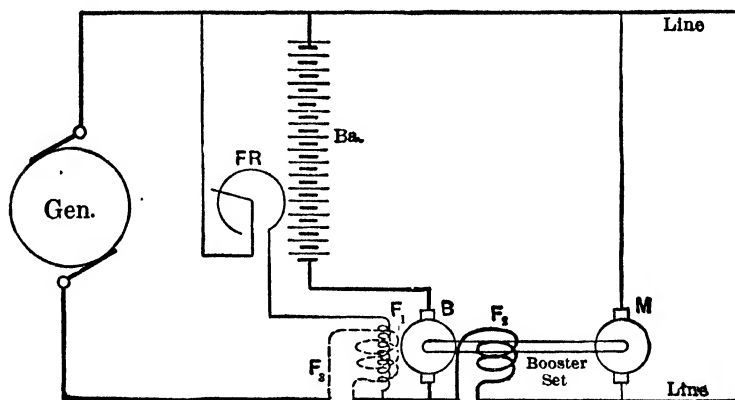 Line
Ba.
FR
Gen.
F₁
B
F₂
M
F₃
Booster
Set
Line